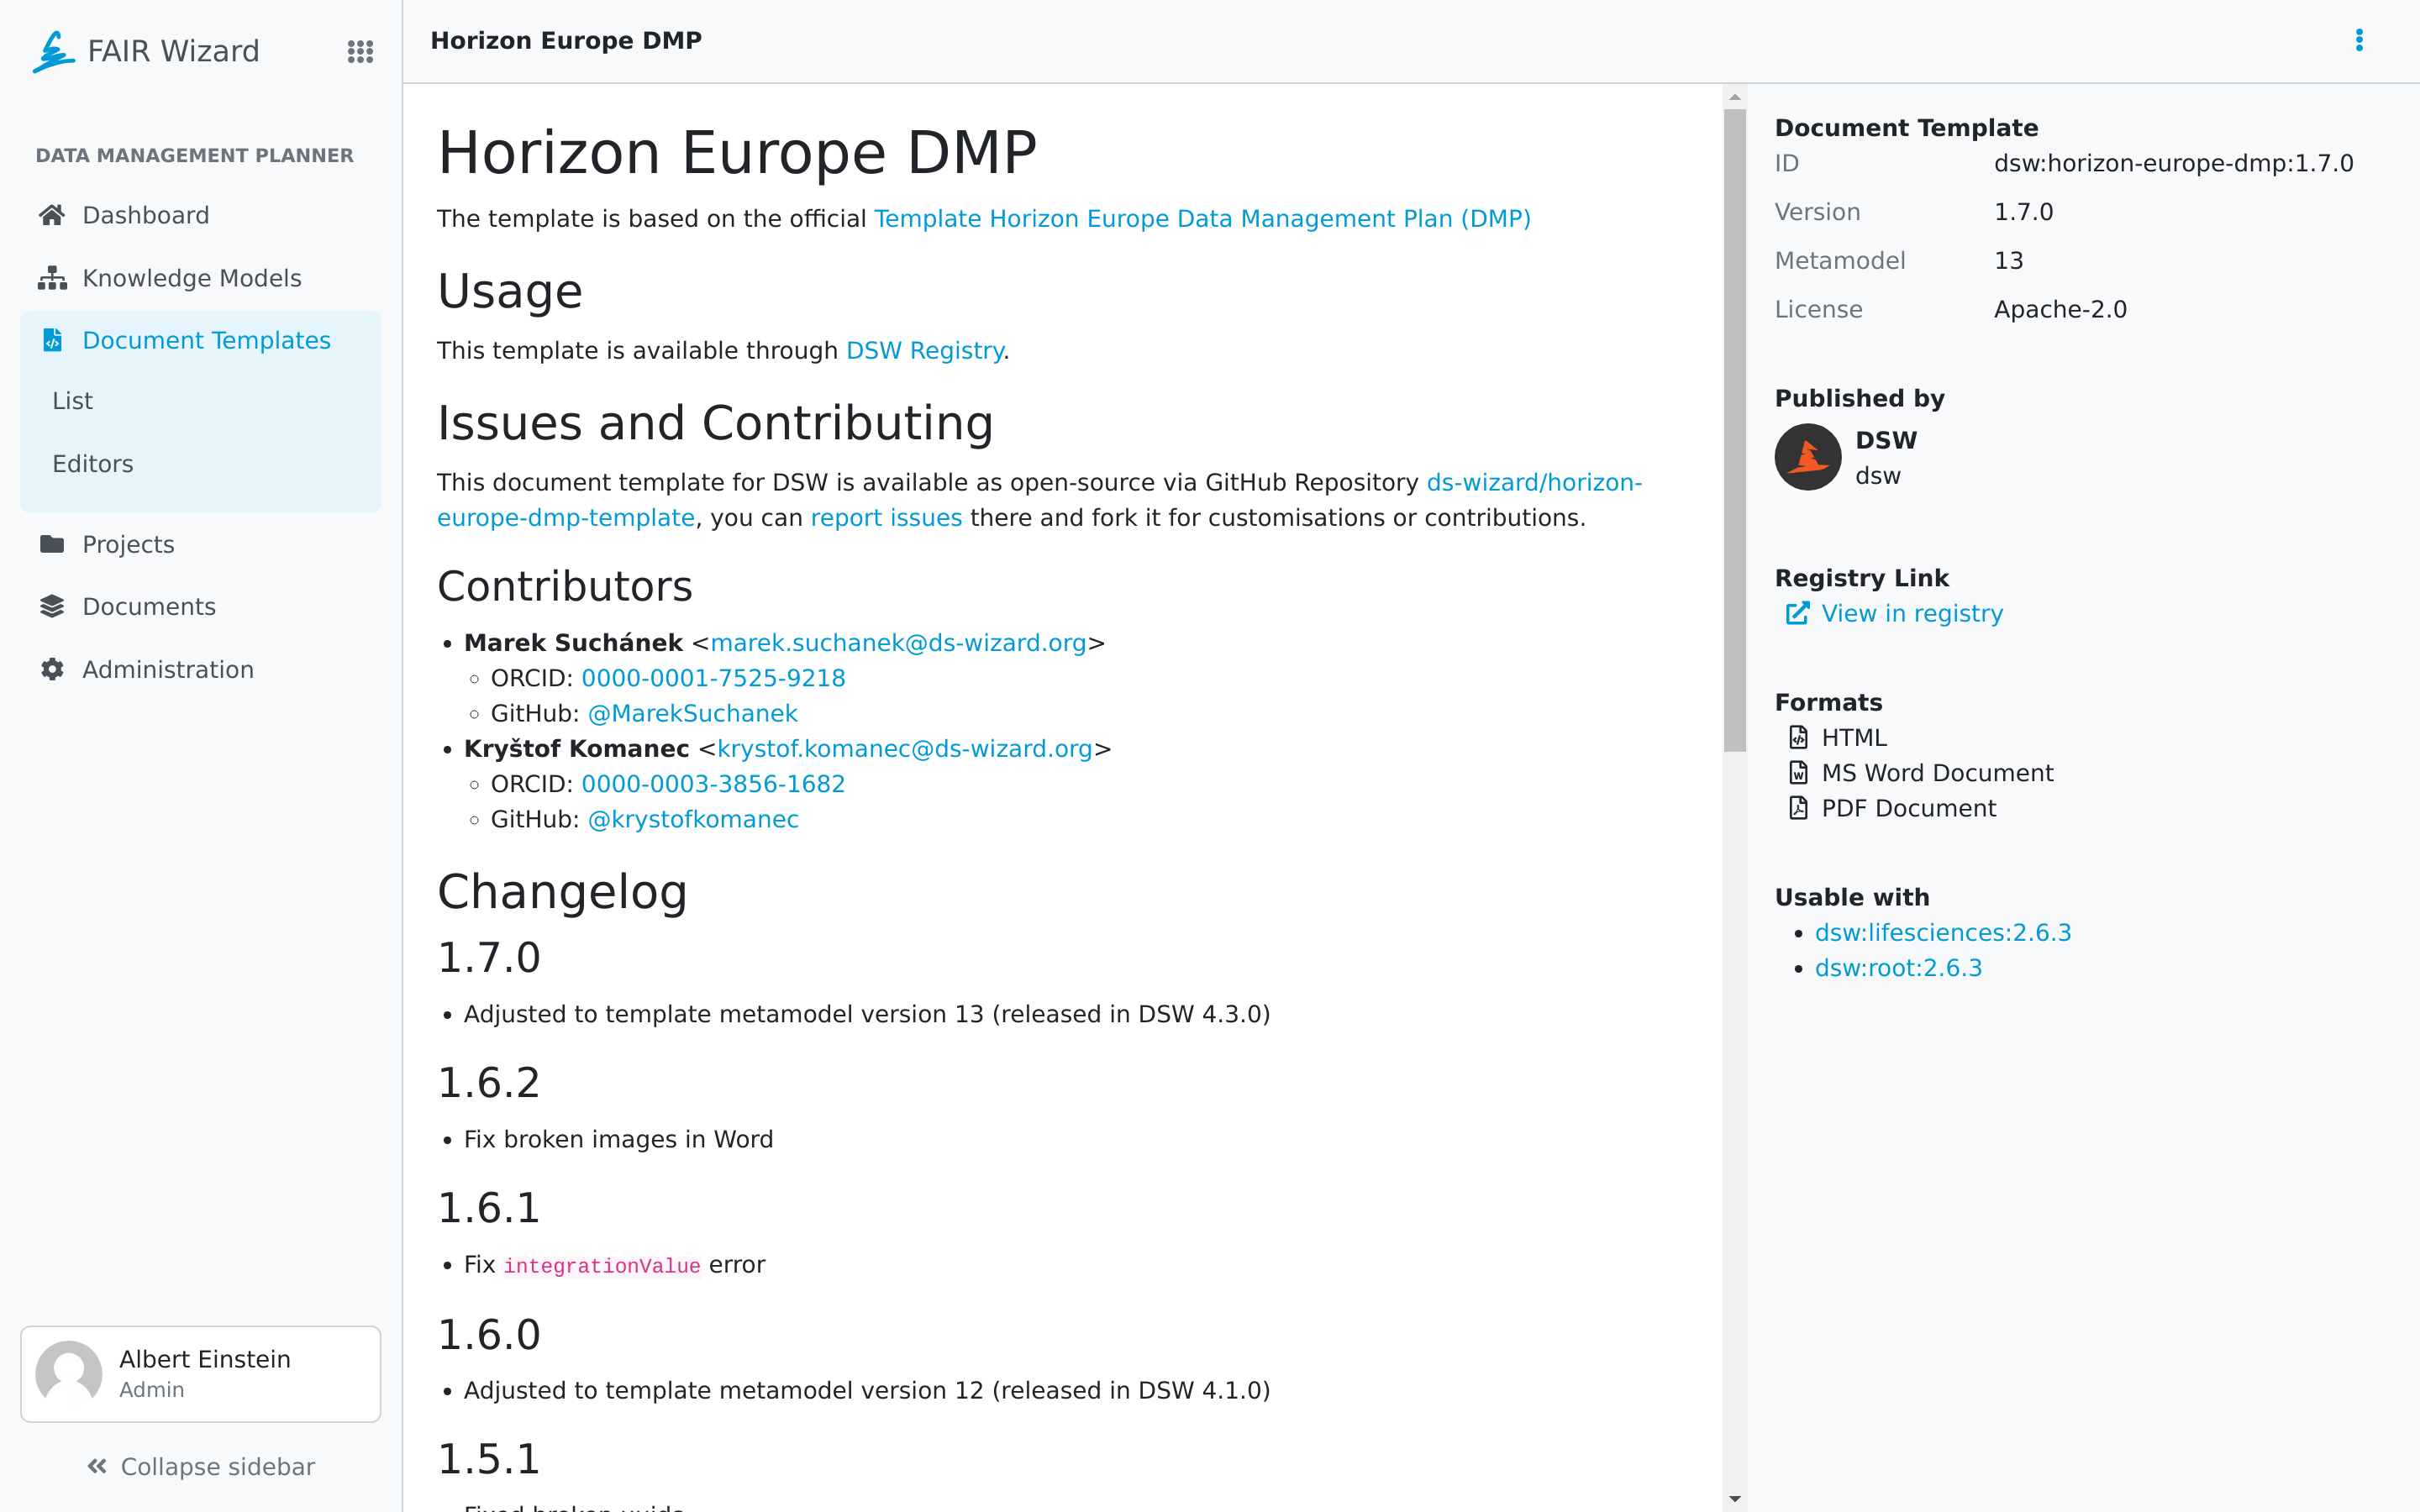 FAIR Wizard
DATA MANAGEMENT PLANNER
Dashboard
Knowledge Models
Document Templates
List
Editors
Projects
Documents
Administration
Albert Einstein
Admin
Collapse sidebar
Horizon Europe DMP
Horizon Europe DMP
The template is based on the official Template Horizon Europe Data Management Plan (DMP)
Usage
This template is available through DSW Registry.
Issues and Contributing
This document template for DSW is available as open-source via GitHub Repository ds-wizard/horizon-
europe-dmp-template, you can report issues there and fork it for customisations or contributions.
Contributors
• Marek Suchánek <marek.suchanek@ds-wizard.org>
◦ ORCID: 0000-0001-7525-9218
◦ GitHub: @MarekSuchanek
• Kryštof Komanec <krystof.komanec@ds-wizard.org>
◦ ORCID: 0000-0003-3856-1682
◦ GitHub: @krystofkomanec
Changelog
1.7.0
• Adjusted to template metamodel version 13 (released in DSW 4.3.0)
1.6.2
• Fix broken images in Word
1.6.1
• Fix integrationValue error
1.6.0
• Adjusted to template metamodel version 12 (released in DSW 4.1.0)
1.5.1
Document Template
ID dsw:horizon-europe-dmp:1.7.0
Version 1.7.0
Metamodel 13
License Apache-2.0
Published by
DSW
dsw
Registry Link
View in registry
Formats
HTML
MS Word Document
PDF Document
Usable with
• dsw:lifesciences:2.6.3
• dsw:root:2.6.3